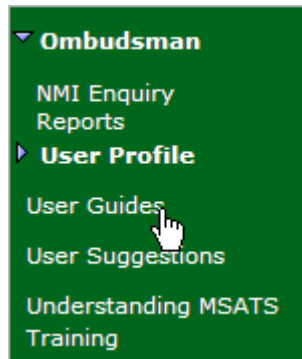 Ombudsman
NMI Enquiry
Reports
User Profile
User Guides
User Suggestions
Understanding MSATS
Training